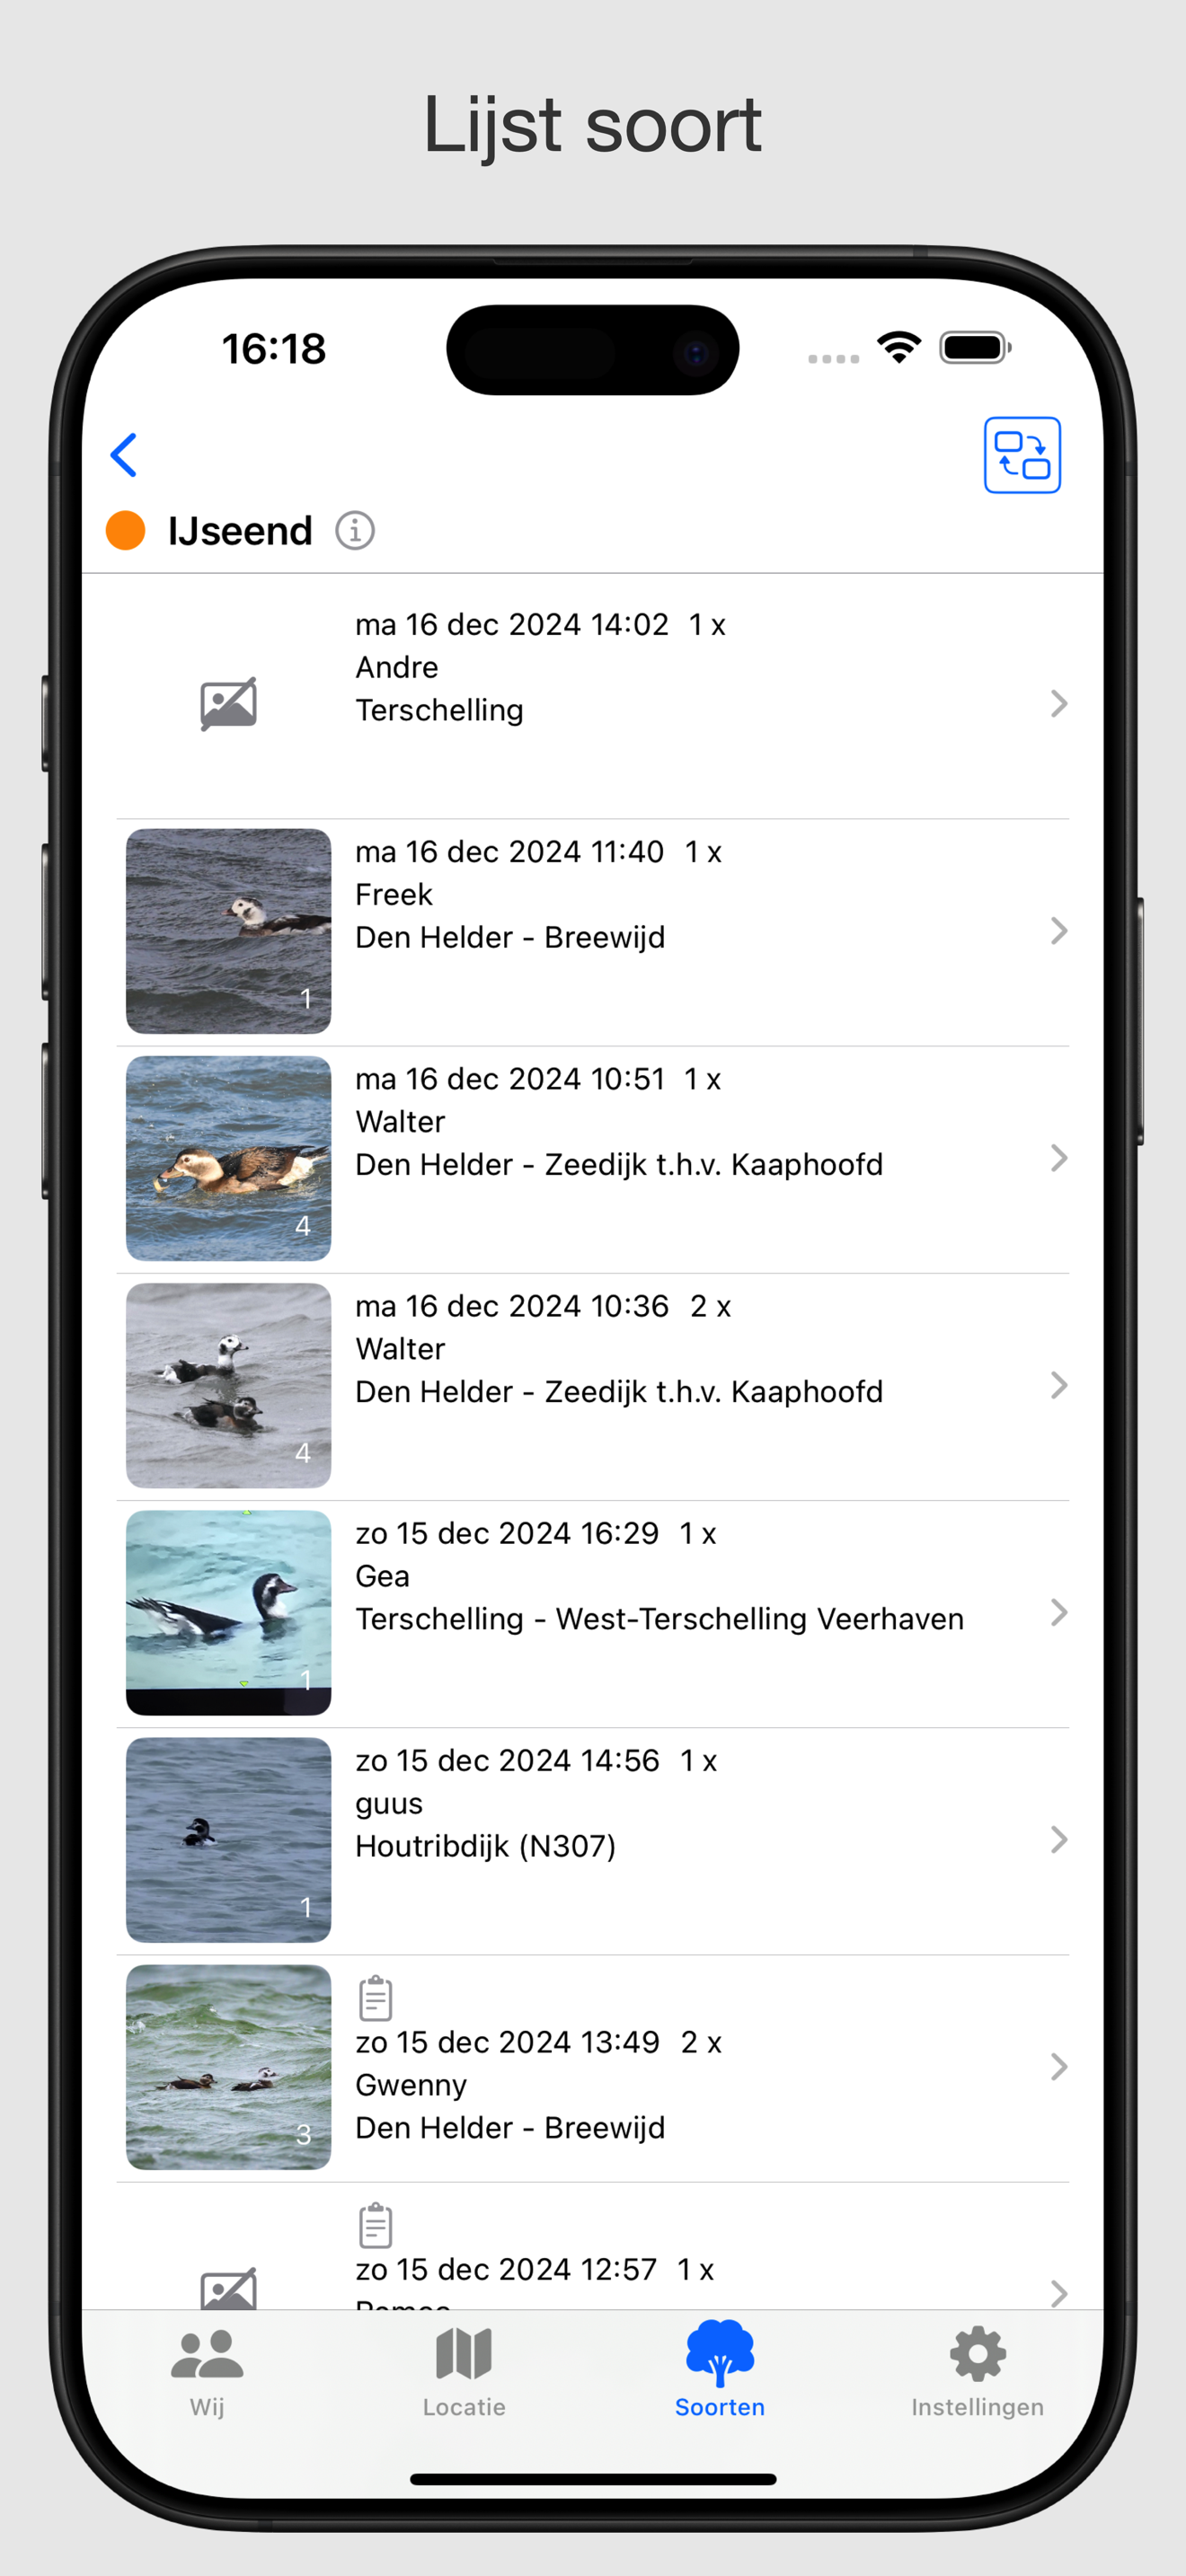 Lijst soort
16:18
IJseend
ma 16 dec 2024 14:02 1 x
Andre
Terschelling
ma 16 dec 2024 11:40 1 x
Freek
Den Helder - Breewijd
1
ma 16 dec 2024 10:51 1 x
Walter
Den Helder - Zeedijk t.h.v. Kaaphoofd
4
ma 16 dec 2024 10:36 2 x
Walter
Den Helder - Zeedijk t.h.v. Kaaphoofd
4
zo 15 dec 2024 16:29 1 x
Gea
Terschelling - West-Terschelling Veerhaven
1
zo 15 dec 2024 14:56 1 x
guus
Houtribdijk (N307)
1
zo 15 dec 2024 13:49 2 x
Gwenny
Den Helder - Breewijd
3
zo 15 dec 2024 12:57 1 x
Wij
Locatie
Soorten
Instellingen